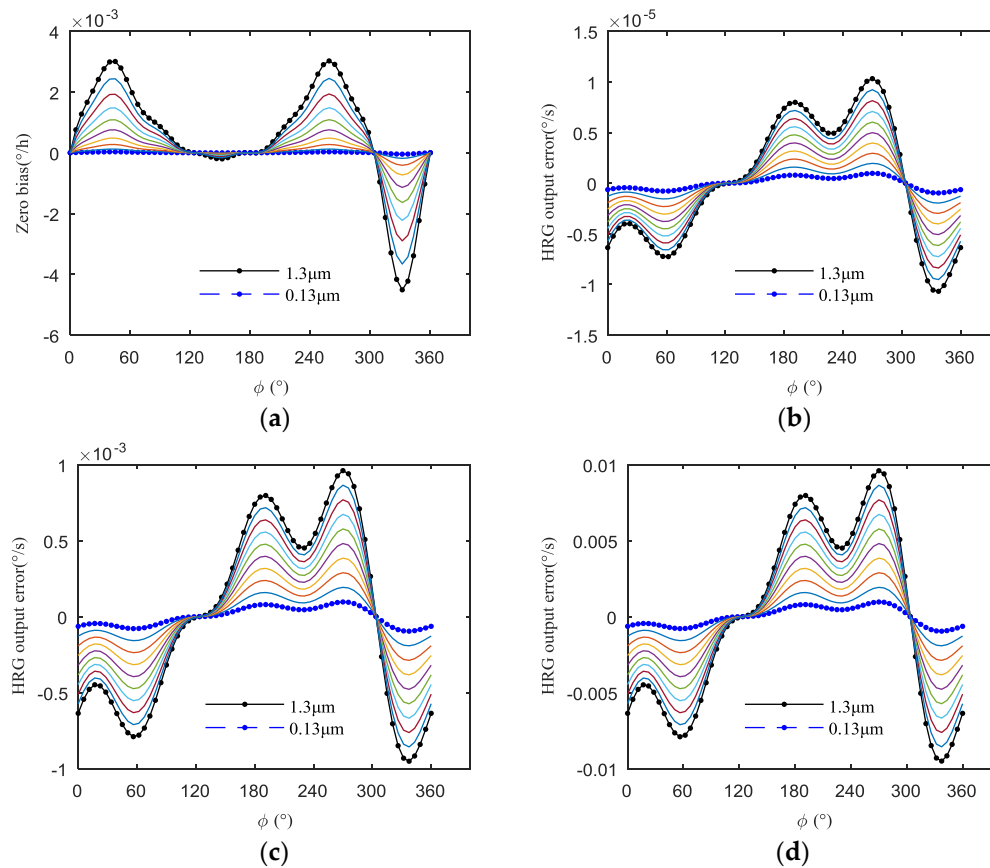 ×10⁻³
4
2
0
-2
-4
-6
Zero bias(°/h)
1.3μm
0.13μm
0 60 120 180 240 300 360
ϕ (°)
(a)
×10⁻⁵
1.5
1
0.5
0
-0.5
-1
-1.5
HRG output error(°/s)
1.3μm
0.13μm
0 60 120 180 240 300 360
ϕ (°)
(b)
×10⁻³
1
0.5
0
-0.5
-1
HRG output error(°/s)
1.3μm
0.13μm
0 60 120 180 240 300 360
ϕ (°)
(c)
0.01
0.005
0
-0.005
-0.01
HRG output error(°/s)
1.3μm
0.13μm
0 60 120 180 240 300 360
ϕ (°)
(d)